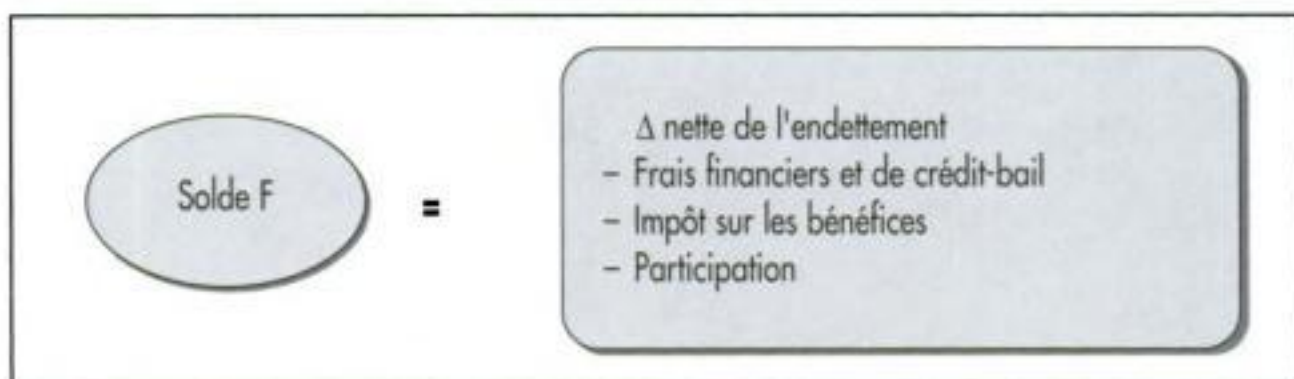 Solde F
=
Δ nette de l'endettement
– Frais financiers et de crédit-bail
– Impôt sur les bénéfices
– Participation